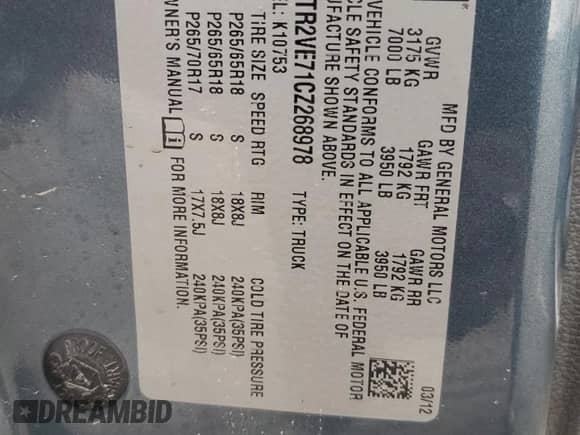 MFD BY GENERAL MOTORS LLC 03/12
GVWR GAWR FRT GAWR RR
3175 KG 1792 KG 1792 KG
7000 LB 3950 LB 3950 LB
VEHICLE CONFORMS TO ALL APPLICABLE U.S. FEDERAL MOTOR
LE SAFETY STANDARDS IN EFFECT ON THE DATE OF
UFACTURE SHOWN ABOVE.
TR2VE71CZ268978 TYPE: TRUCK
EL: K10753
TIRE SIZE SPEED RTG RIM COLD TIRE PRESSURE
P265/65R18 S 18X8J 240KPA(35PSI)
P265/65R18 S 18X8J 240KPA(35PSI)
P265/70R17 S 17X7.5J 240KPA(35PSI)
WNER'S MANUAL FOR MORE INFORMATION.
DREAMBID